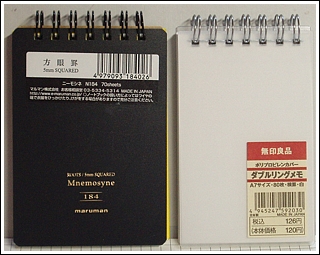 方眼罫
5mm SQUARED
4979093184026
ニーモシネ N184 70sheets
マルマン株式会社
MADE IN JAPAN
ROUTE / 5mm SQUARED
Mnemosyne
184
maruman
無印良品
ポリプロピレンカバー
ダブルリングメモ
A7サイズ・80枚・横罫・白
4945247592030
MADE IN JAPAN
税込 126円
本体価格 120円